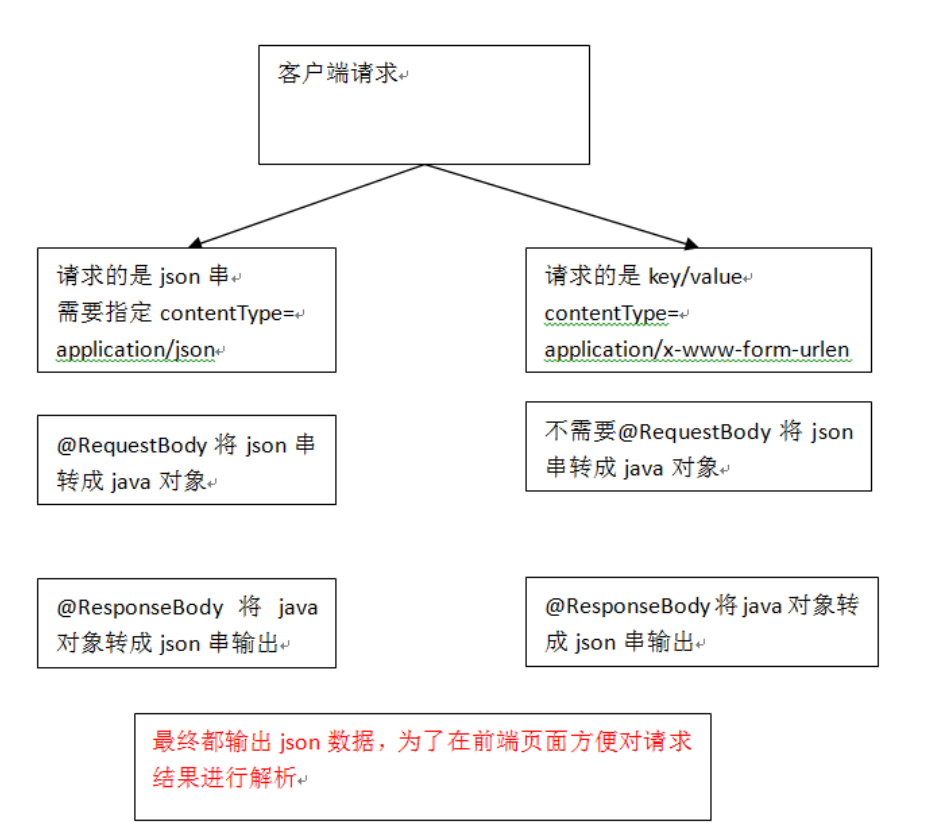 客户端请求
请求的是 json 串
需要指定 contentType=
application/json
请求的是 key/value
contentType=
application/x-www-form-urlen
@RequestBody 将 json 串
转成 java 对象
不需要@RequestBody 将 json
串转成 java 对象
@ResponseBody 将 java
对象转成 json 串输出
@ResponseBody 将 java 对象转
成 json 串输出
最终都输出 json 数据，为了在前端页面方便对请求
结果进行解析